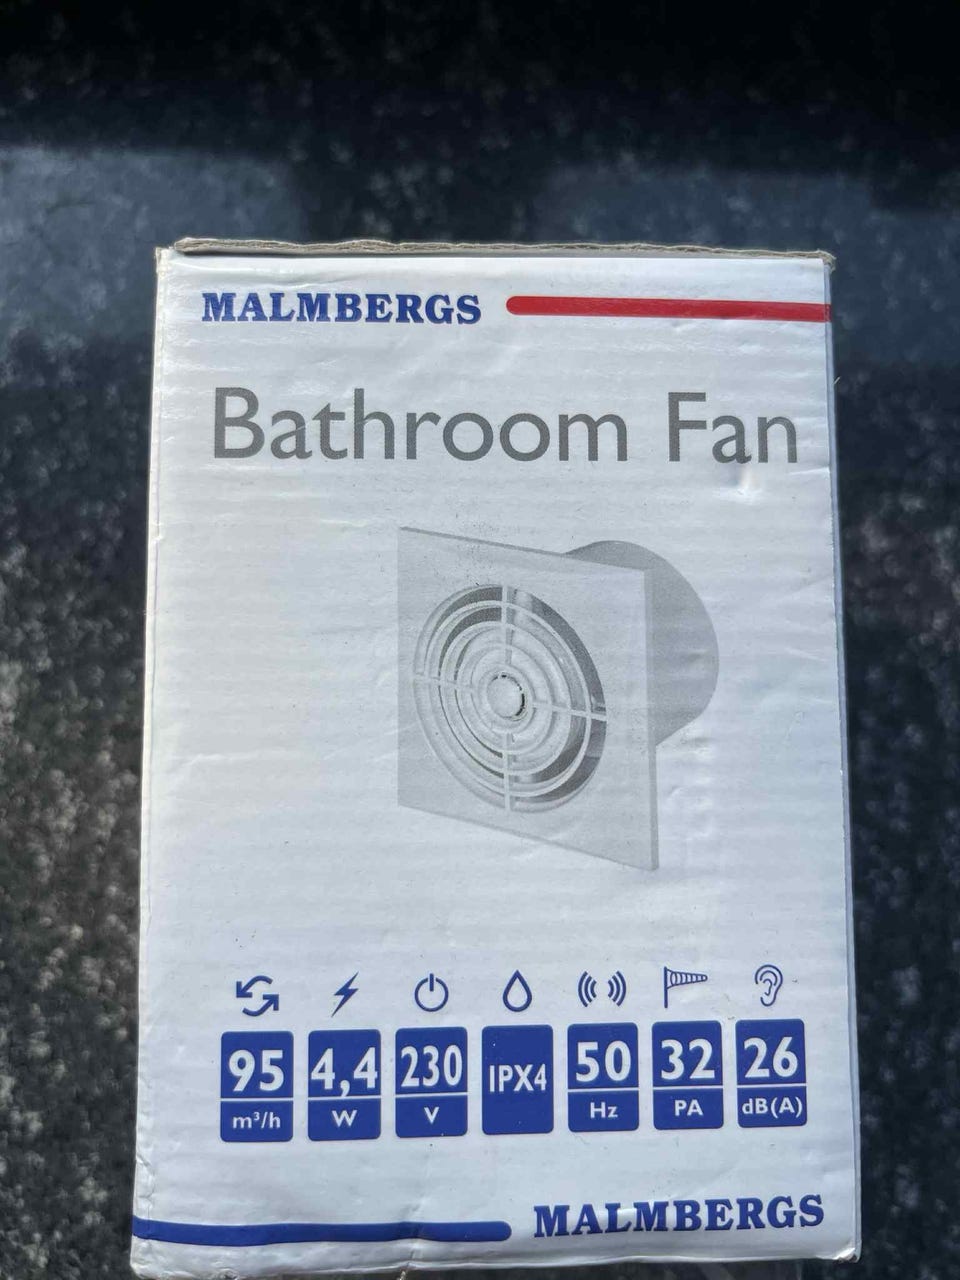 MALMBERGS
Bathroom Fan
95 4,4 230 IPX4 50 32 26
m³/h W V Hz PA dB(A)
MALMBERGS